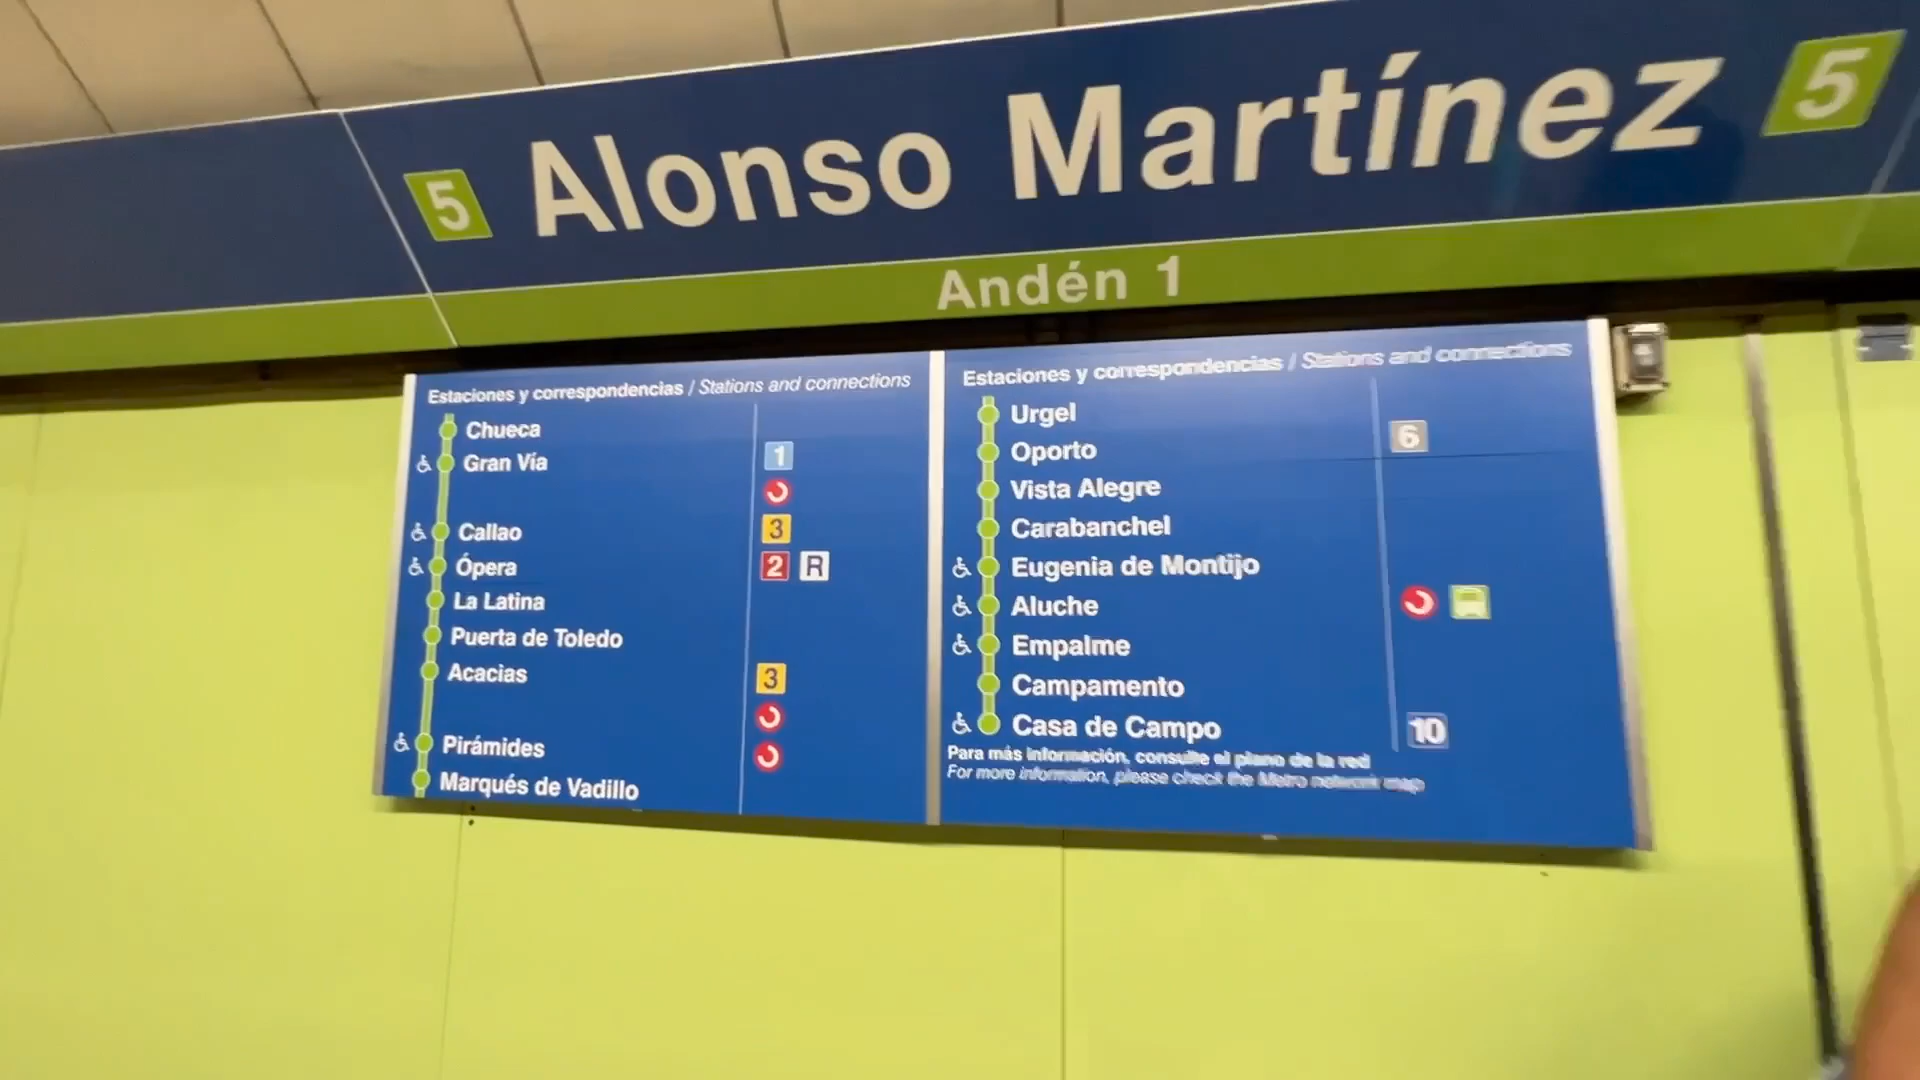 5 Alonso Martínez 5
Andén 1
Estaciones y correspondencias / Stations and connections
Chueca
Gran Vía 1
Callao 3
Ópera 2 R
La Latina
Puerta de Toledo
Acacias 3
Pirámides
Marqués de Vadillo
Estaciones y correspondencias / Stations and connections
Urgel
Oporto 6
Vista Alegre
Carabanchel
Eugenia de Montijo
Aluche
Empalme
Campamento
Casa de Campo 10
Para más información, consulte el plano de la red
For more information, please check the Metro network map